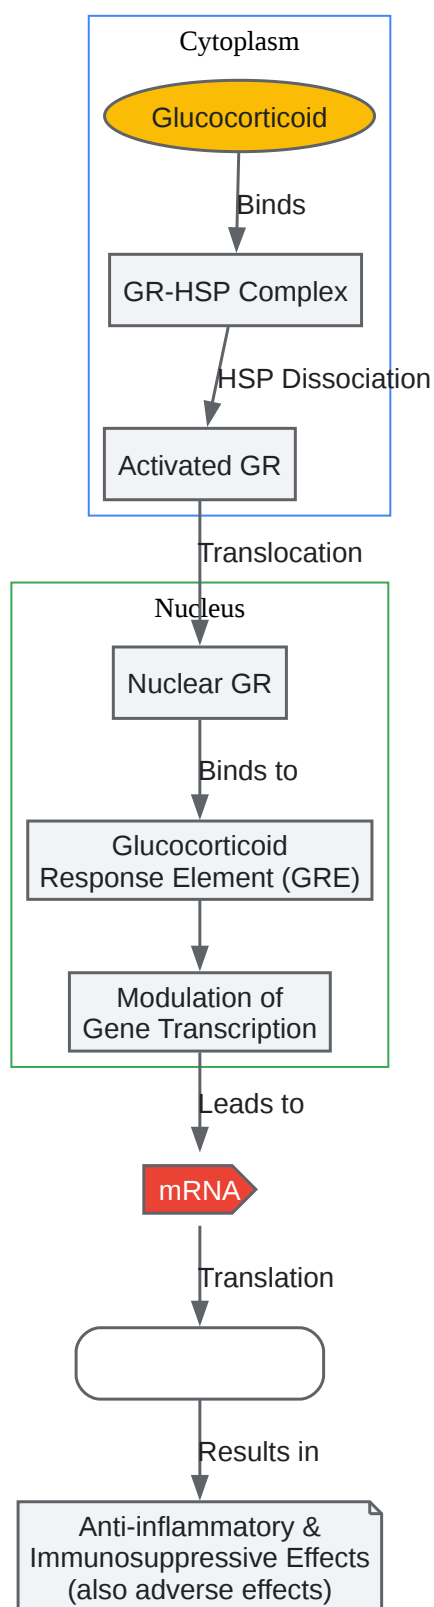 Cytoplasm
Glucocorticoid
Binds
GR-HSP Complex
HSP Dissociation
Activated GR
Translocation
Nucleus
Nuclear GR
Binds to
Glucocorticoid
Response Element (GRE)
Modulation of
Gene Transcription
Leads to
mRNA
Translation
Results in
Anti-inflammatory &
Immunosuppressive Effects
(also adverse effects)